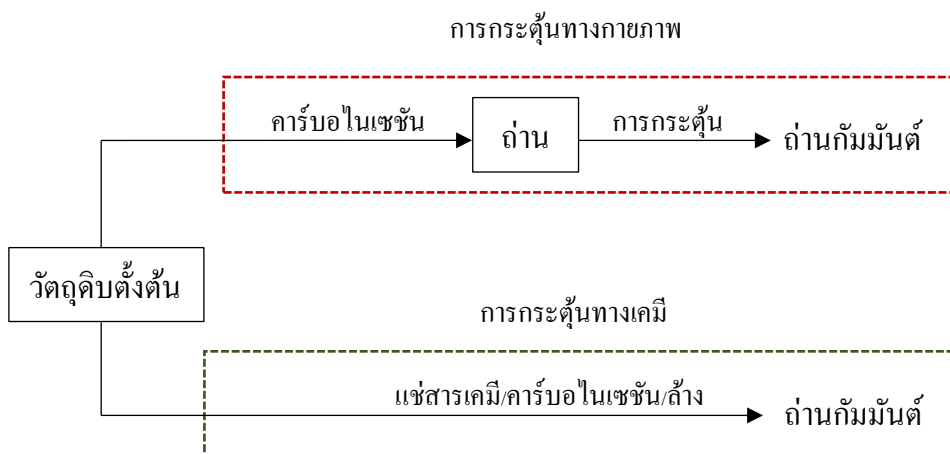 การกระตุ้นทางกายภาพ
คาร์บอไนเซชัน
ถ่าน
การกระตุ้น
ถ่านกัมมันต์
วัตถุดิบตั้งต้น
การกระตุ้นทางเคมี
แช่สารเคมี/คาร์บอไนเซชัน/ล้าง
ถ่านกัมมันต์